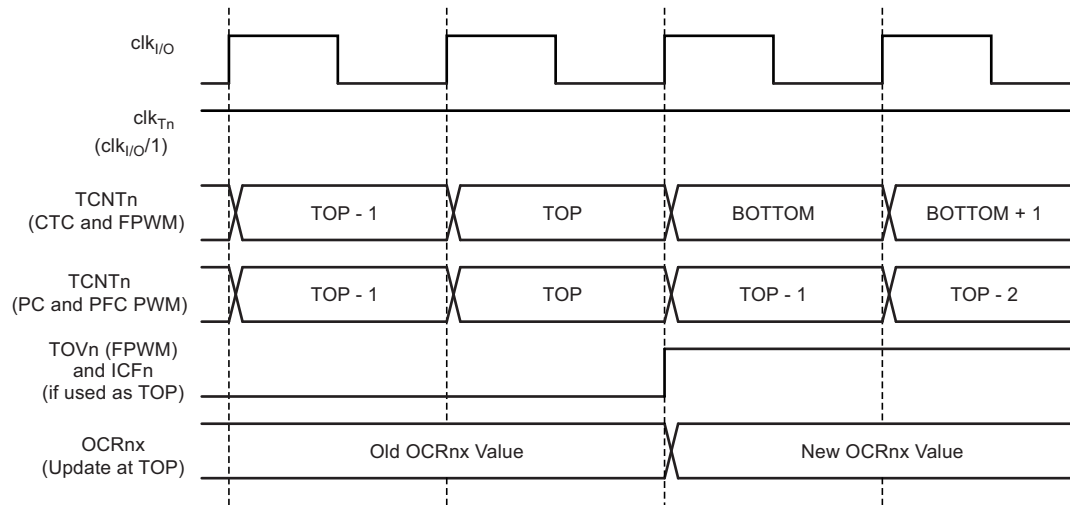 clkI/O
clkTn
(clkI/O/1)
TCNTn
(CTC and FPWM)
TOP - 1 TOP BOTTOM BOTTOM + 1
TCNTn
(PC and PFC PWM)
TOP - 1 TOP TOP - 1 TOP - 2
TOVn (FPWM)
and ICFn
(if used as TOP)
OCRnx
(Update at TOP)
Old OCRnx Value New OCRnx Value